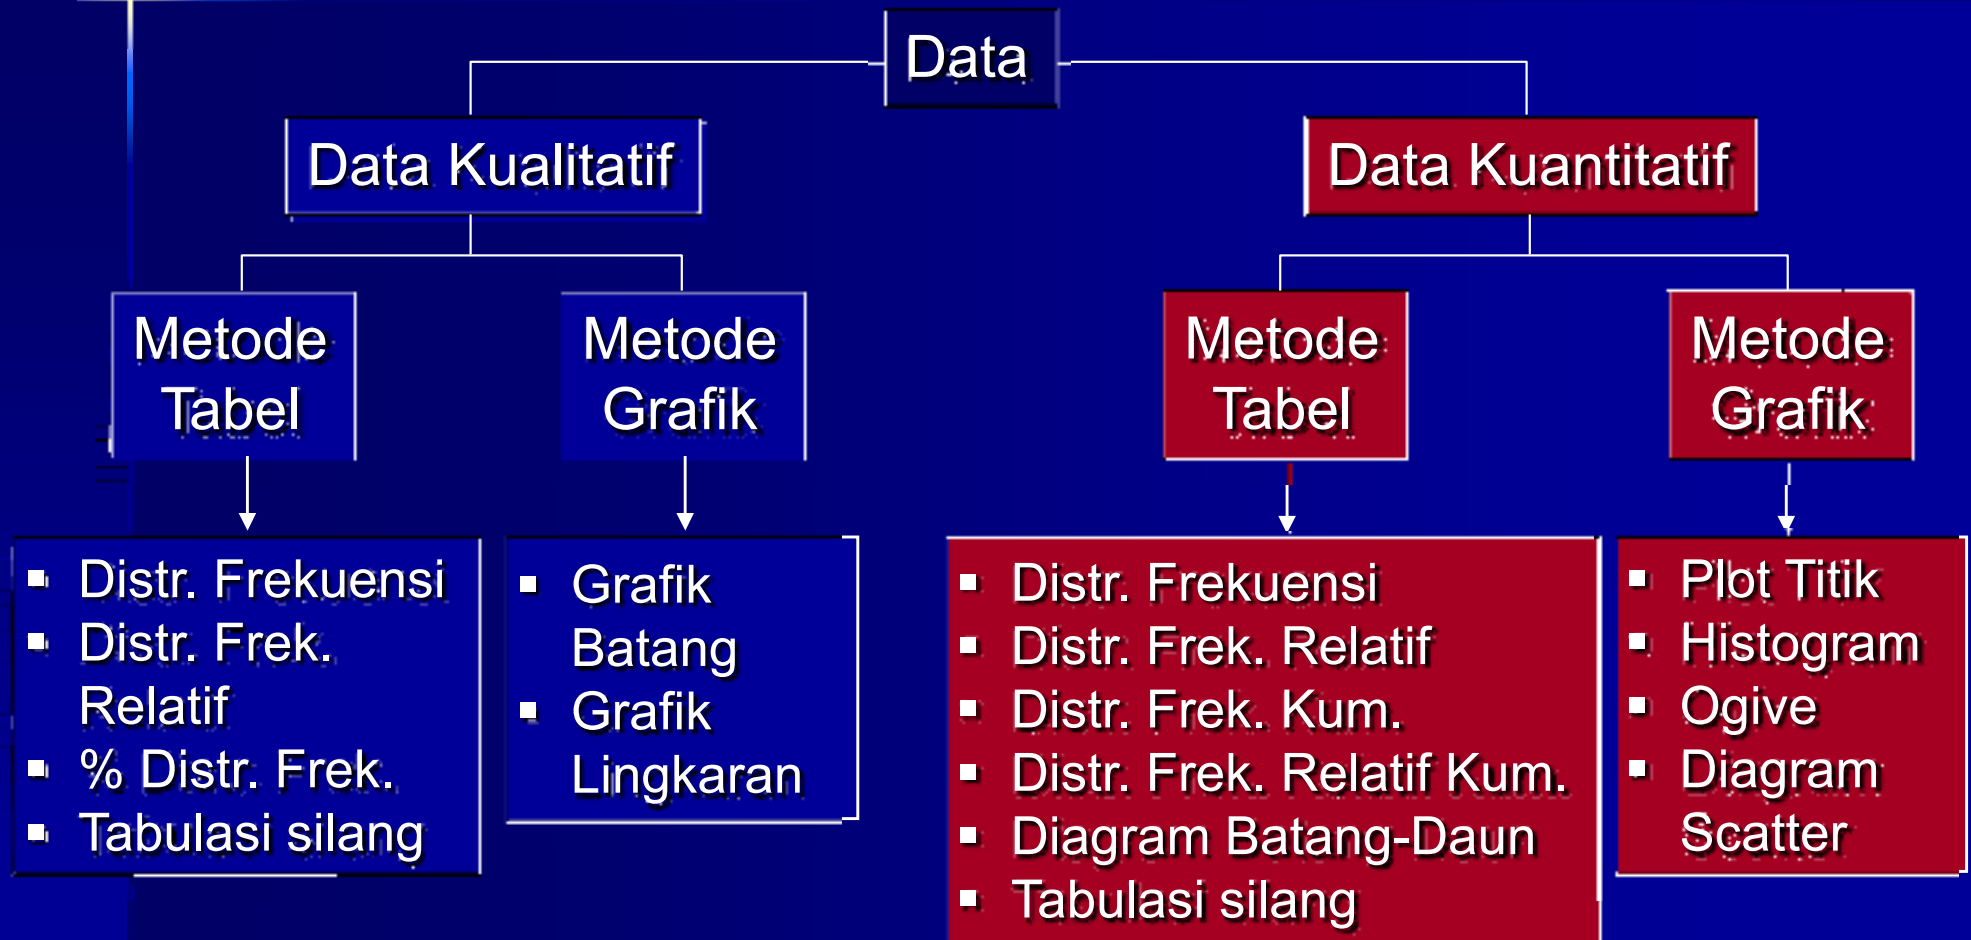 Data
Data Kualitatif
Data Kuantitatif
Metode
Tabel
Metode
Grafik
Metode
Tabel
Metode
Grafik
▪ Distr. Frekuensi
▪ Distr. Frek.
Relatif
▪ % Distr. Frek.
▪ Tabulasi silang
▪ Grafik
Batang
▪ Grafik
Lingkaran
▪ Distr. Frekuensi
▪ Distr. Frek. Relatif
▪ Distr. Frek. Kum.
▪ Distr. Frek. Relatif Kum.
▪ Diagram Batang-Daun
▪ Tabulasi silang
▪ Plot Titik
▪ Histogram
▪ Ogive
▪ Diagram
Scatter